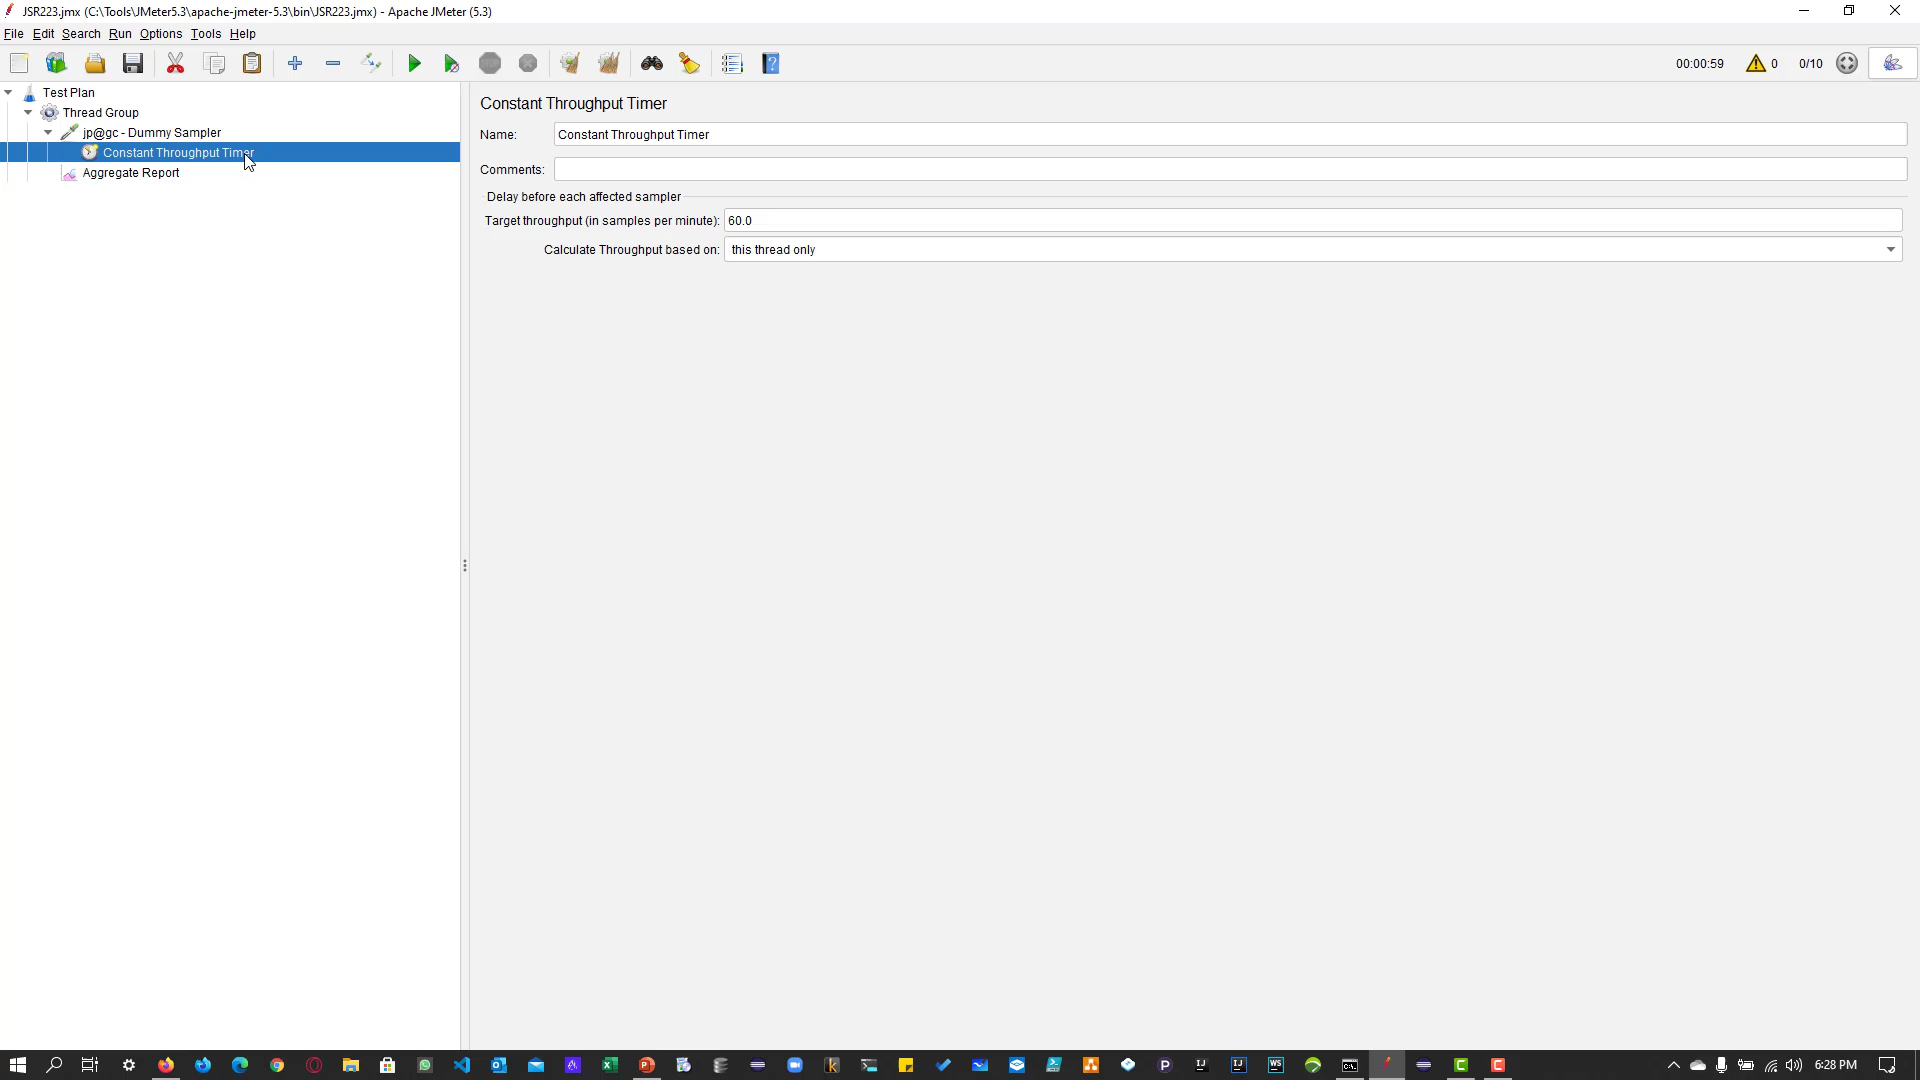 JSR223.jmx (C:\Tools\JMeter5.3\apache-jmeter-5.3\bin\JSR223.jmx) - Apache JMeter (5.3)
File Edit Search Run Options Tools Help
00:00:59 0 0/10
Test Plan
Thread Group
jp@gc - Dummy Sampler
Constant Throughput Timer
Aggregate Report
Constant Throughput Timer
Name: Constant Throughput Timer
Comments:
Delay before each affected sampler
Target throughput (in samples per minute): 60.0
Calculate Throughput based on: this thread only
6:28 PM